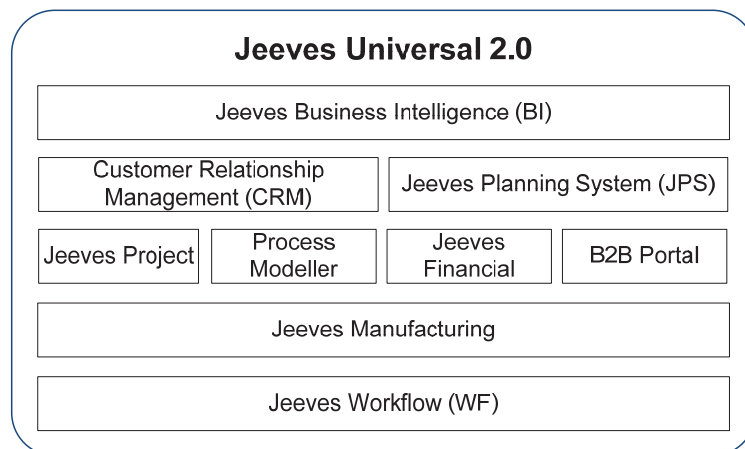 Jeeves Universal 2.0
Jeeves Business Intelligence (BI)
Customer Relationship
Management (CRM)
Jeeves Planning System (JPS)
Jeeves Project
Process
Modeller
Jeeves
Financial
B2B Portal
Jeeves Manufacturing
Jeeves Workflow (WF)